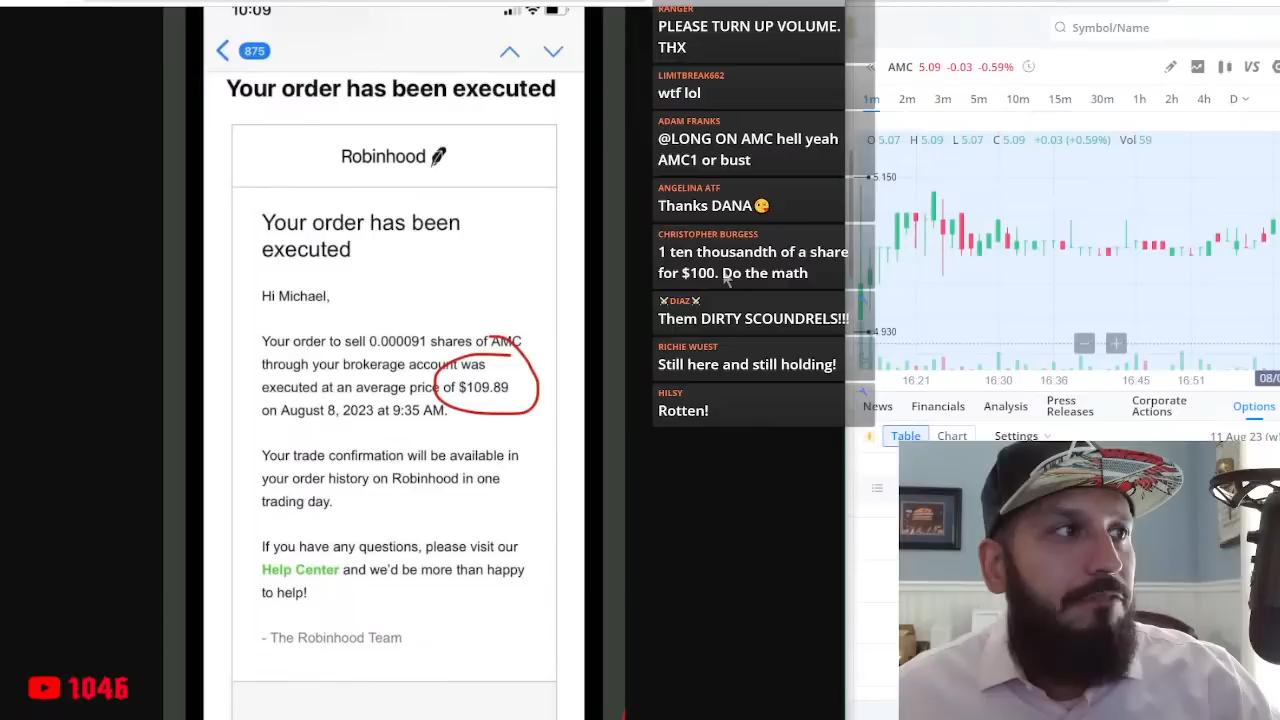 10:09
875
Your order has been executed
Robinhood
Your order has been
executed
Hi Michael,
Your order to sell 0.000091 shares of AMC
through your brokerage account was
executed at an average price of $109.89
on August 8, 2023 at 9:35 AM.
Your trade confirmation will be available in
your order history on Robinhood in one
trading day.
If you have any questions, please visit our
Help Center and we'd be more than happy
to help!
- The Robinhood Team
1046
RANGER
PLEASE TURN UP VOLUME.
THX
LIMITBREAK662
wtf lol
ADAM FRANKS
@LONG ON AMC hell yeah
AMC1 or bust
ANGELINA ATF
Thanks DANA😘
CHRISTOPHER BURGESS
1 ten thousandth of a share
for $100. Do the math
⚔DIAZ⚔
Them DIRTY SCOUNDRELS!!!
RICHIE WUEST
Still here and still holding!
HILSY
Rotten!
Symbol/Name
AMC 5.09 -0.03 -0.59%
VS
1m 2m 3m 5m 10m 15m 30m 1h 2h 4h D
O 5.07 H 5.09 L 5.07 C 5.09 +0.03 (+0.59%) Vol 59
5.150
4.930
16:21 16:30 16:36 16:45 16:51 08/0
News Financials Analysis Press Releases Corporate Actions Options
Table Chart Settings 11 Aug 23 (w